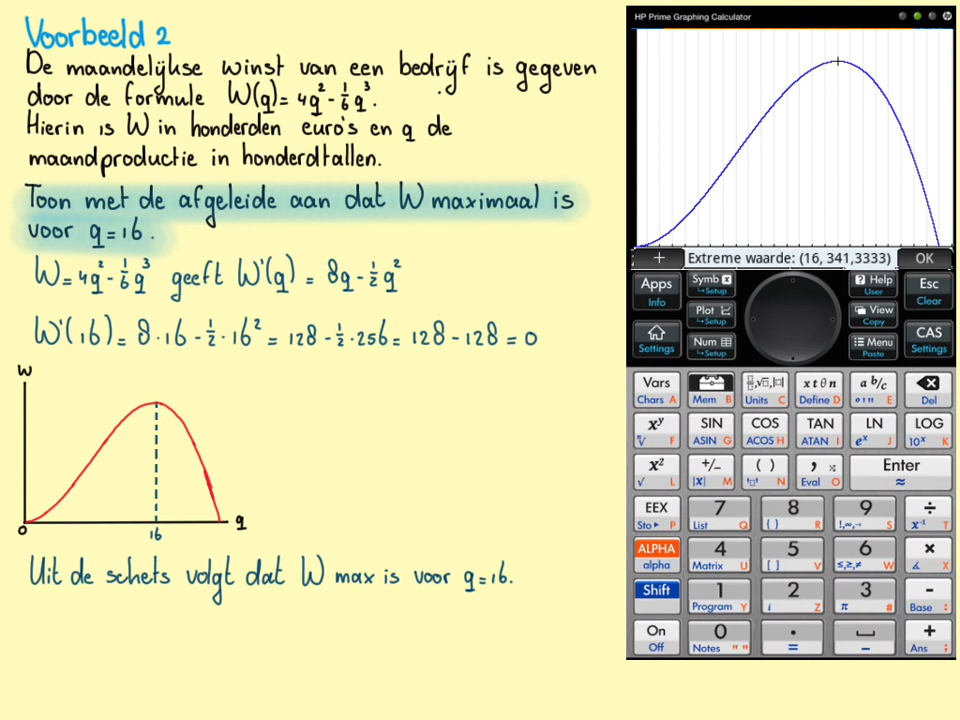 Voorbeeld 2
De maandelijkse winst van een bedrijf is gegeven
door de formule W(q) = 4q² - 1/6 q³.
Hierin is W in honderden euro's en q de
maandproductie in honderdtallen.
Toon met de afgeleide aan dat W maximaal is
voor q = 16.
W = 4q² - 1/6 q³ geeft W'(q) = 8q - 1/2 q²
W'(16) = 8·16 - 1/2·16² = 128 - 1/2·256 = 128 - 128 = 0
W
0
16
q
Uit de schets volgt dat W max is voor q = 16.
HP Prime Graphing Calculator
+ Extreme waarde: (16, 341,3333) OK
Apps Info
Symb Setup
Help User
Esc Clear
Plot Setup
View Copy
Settings
Num Setup
Menu Paste
CAS Settings
Vars Chars A
Mem B
Units C
x t θ n Define D
a b/c E
Del
xʸ F
SIN ASIN G
COS ACOS H
TAN ATAN I
LN eˣ J
LOG 10ˣ K
x² √ L
+/- |x| M
( ) N
, Eval O
Enter ≈
EEX Sto ▸ P
7 List Q
8 { } R
9 !,∞,→ S
÷ x⁻¹ T
ALPHA alpha
4 Matrix U
5 [ ] V
6 ≤,≥,≠ W
× ∡ X
Shift
1 Program Y
2 i Z
3 π #
- Base :
On Off
0 Notes " "
. =
_
+ Ans ;